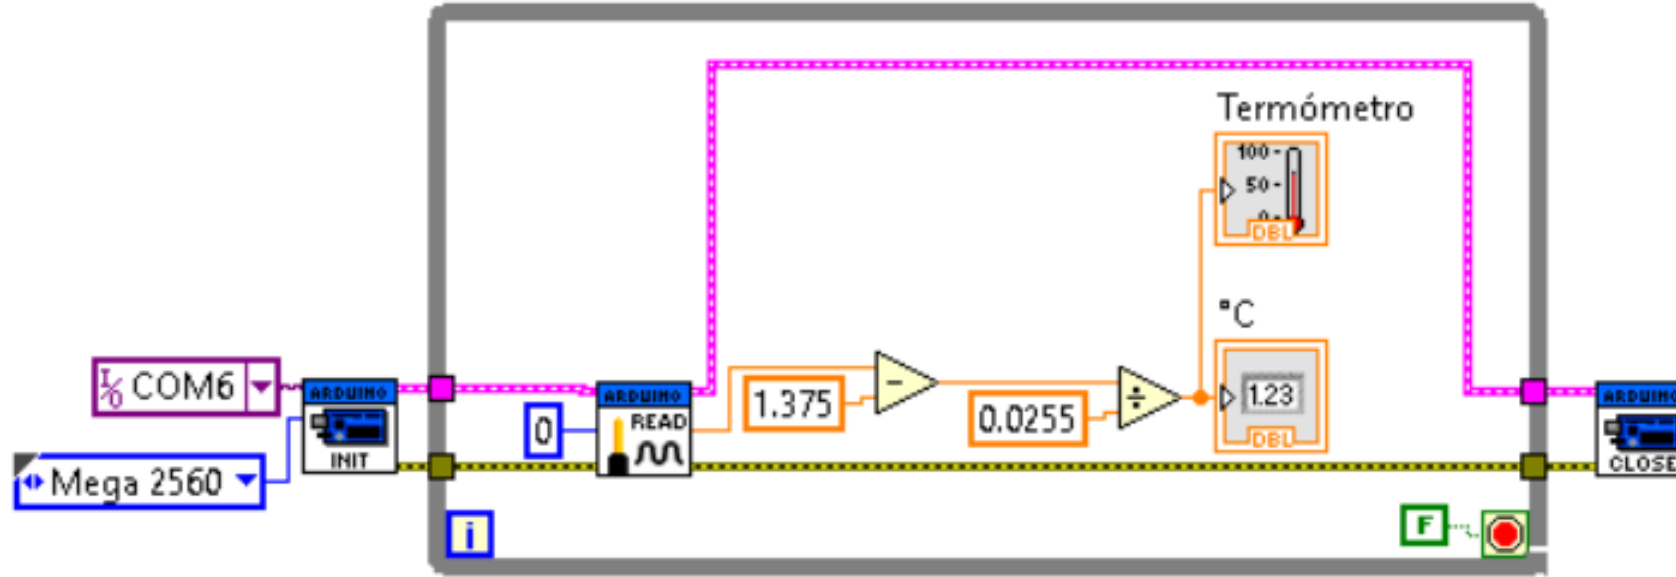 Termómetro
100
50
0
DBL
°C
1.23
DBL
I/O COM6
ARDUINO
INIT
Mega 2560
0
ARDUINO
READ
1.375
0.0255
ARDUINO
CLOSE
i
F